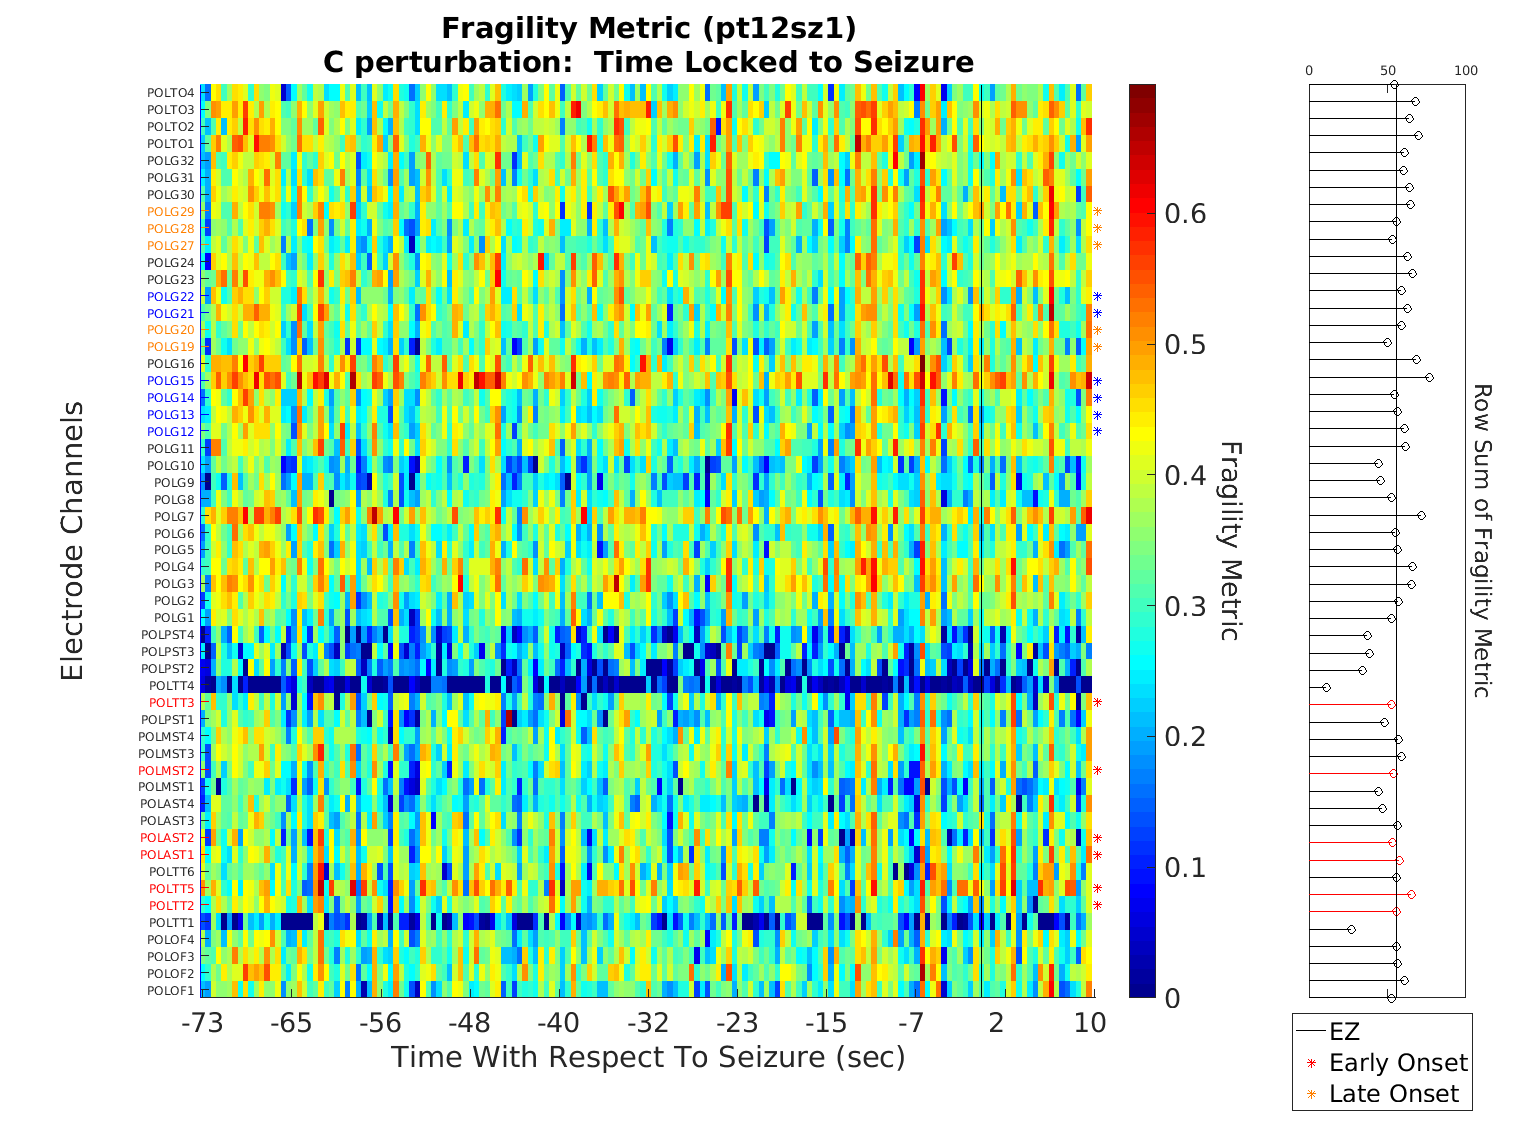 Fragility Metric (pt12sz1)
C perturbation:  Time Locked to Seizure
Electrode Channels
POLTO4
POLTO3
POLTO2
POLTO1
POLG32
POLG31
POLG30
POLG29
POLG28
POLG27
POLG24
POLG23
POLG22
POLG21
POLG20
POLG19
POLG16
POLG15
POLG14
POLG13
POLG12
POLG11
POLG10
POLG9
POLG8
POLG7
POLG6
POLG5
POLG4
POLG3
POLG2
POLG1
POLPST4
POLPST3
POLPST2
POLTT4
POLTT3
POLPST1
POLMST4
POLMST3
POLMST2
POLMST1
POLAST4
POLAST3
POLAST2
POLAST1
POLTT6
POLTT5
POLTT2
POLTT1
POLOF4
POLOF3
POLOF2
POLOF1
-73 -65 -56 -48 -40 -32 -23 -15 -7 2 10
Time With Respect To Seizure (sec)
0.6
0.5
0.4
0.3
0.2
0.1
0
Fragility Metric
0 50 100
Row Sum of Fragility Metric
EZ
Early Onset
Late Onset